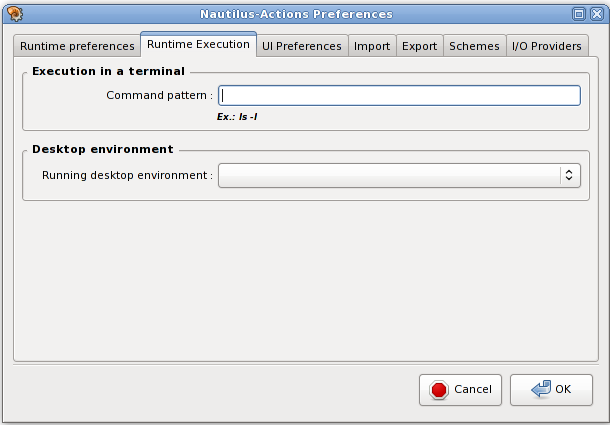 Nautilus-Actions Preferences
Runtime preferences Runtime Execution UI Preferences Import Export Schemes I/O Providers
Execution in a terminal
Command pattern :
Ex.: ls -l
Desktop environment
Running desktop environment :
Cancel OK